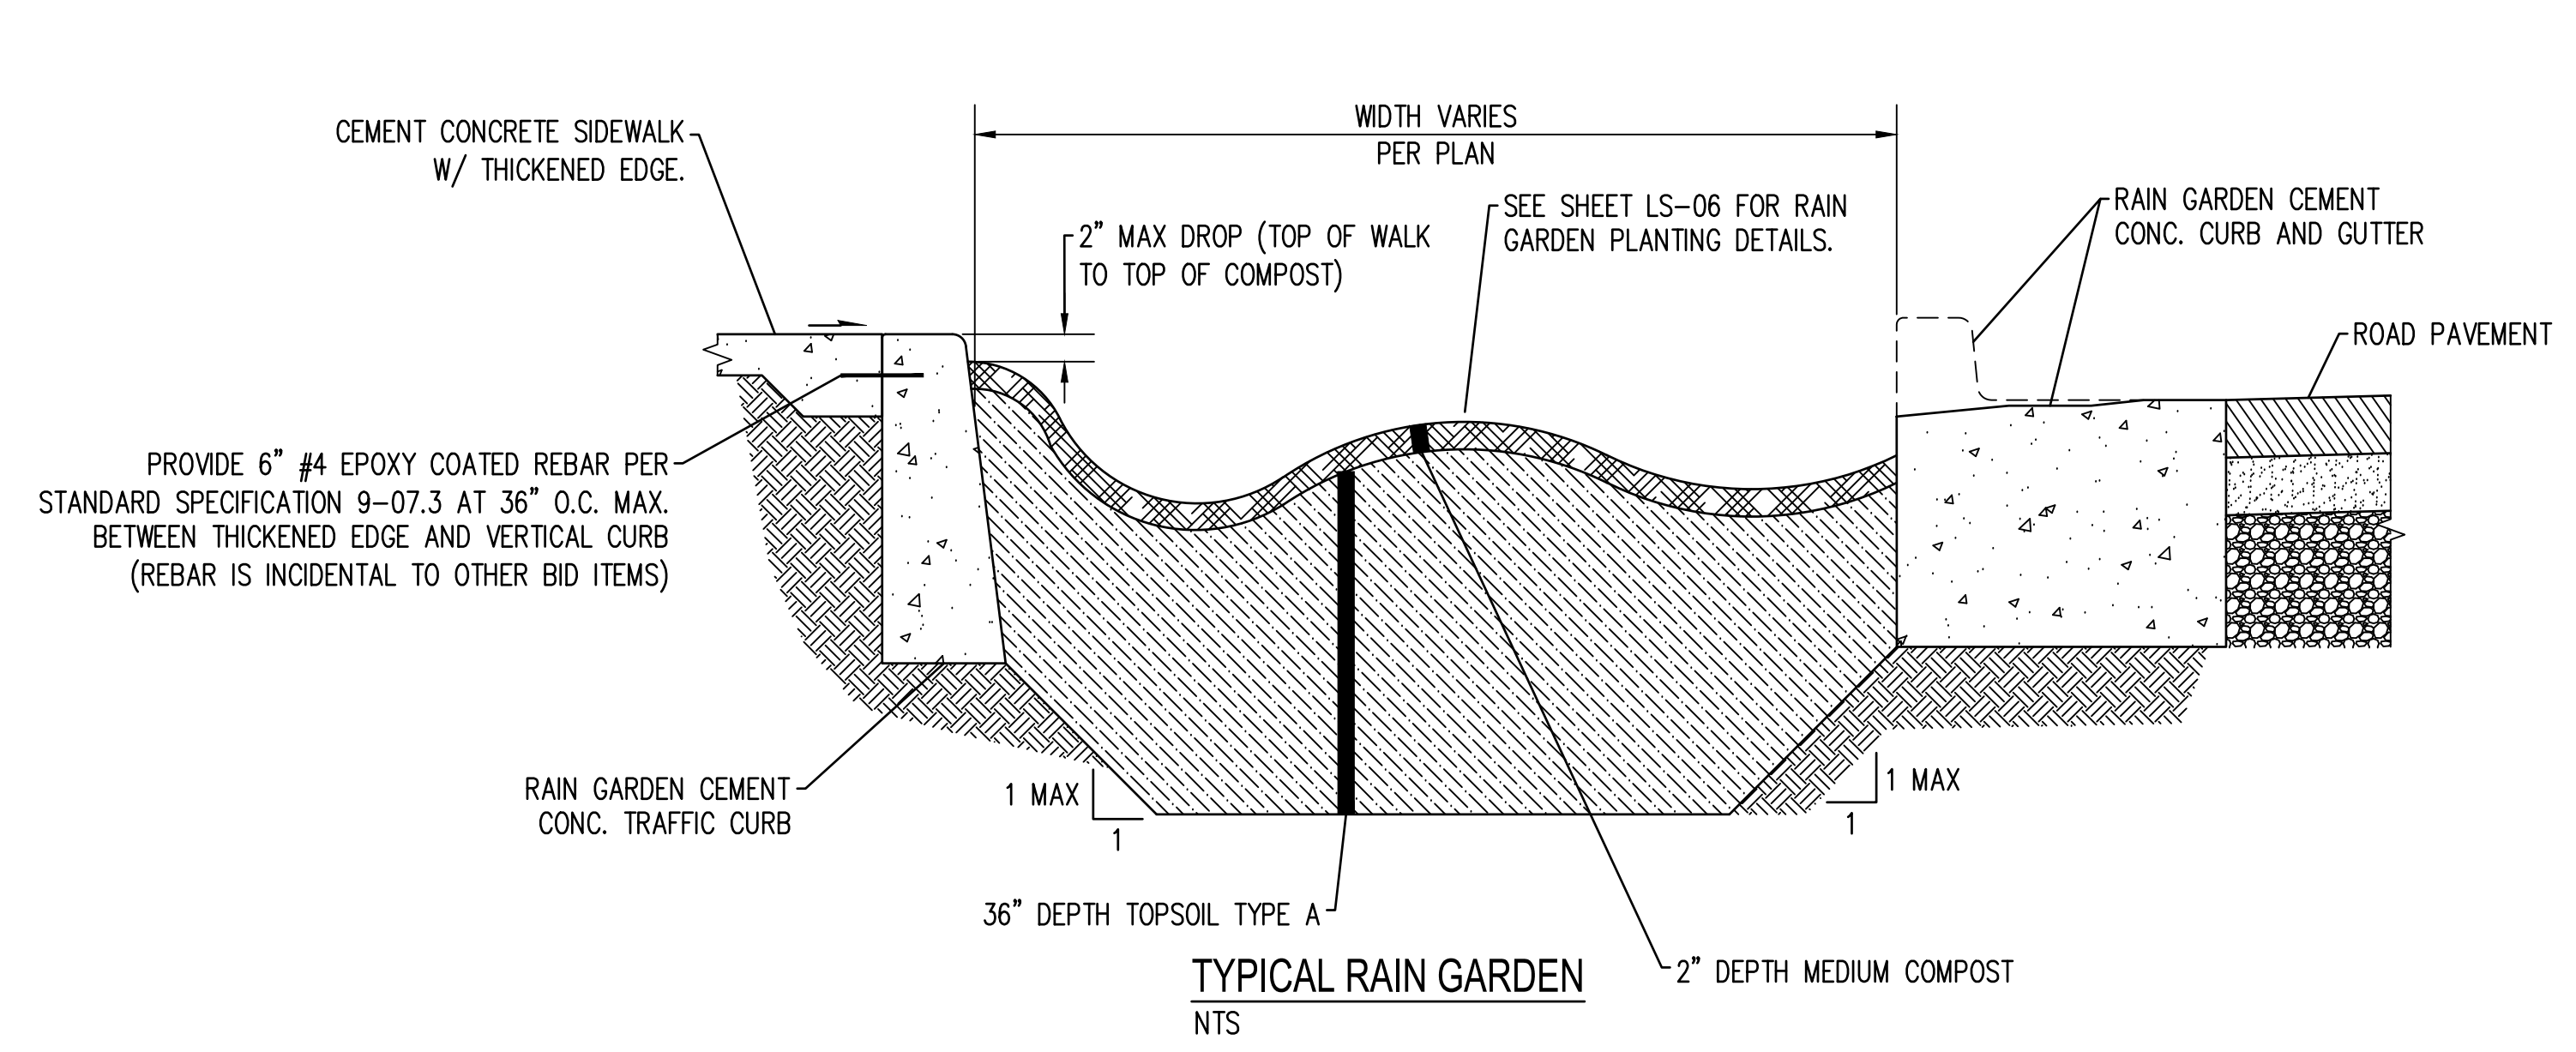 WIDTH VARIES
PER PLAN
CEMENT CONCRETE SIDEWALK
W/ THICKENED EDGE.
2” MAX DROP (TOP OF WALK
TO TOP OF COMPOST)
SEE SHEET LS-06 FOR RAIN
GARDEN PLANTING DETAILS.
RAIN GARDEN CEMENT
CONC. CURB AND GUTTER
ROAD PAVEMENT
PROVIDE 6” #4 EPOXY COATED REBAR PER
STANDARD SPECIFICATION 9-07.3 AT 36” O.C. MAX.
BETWEEN THICKENED EDGE AND VERTICAL CURB
(REBAR IS INCIDENTAL TO OTHER BID ITEMS)
RAIN GARDEN CEMENT
CONC. TRAFFIC CURB
1 MAX
1
1 MAX
1
36” DEPTH TOPSOIL TYPE A
2” DEPTH MEDIUM COMPOST
TYPICAL RAIN GARDEN
NTS